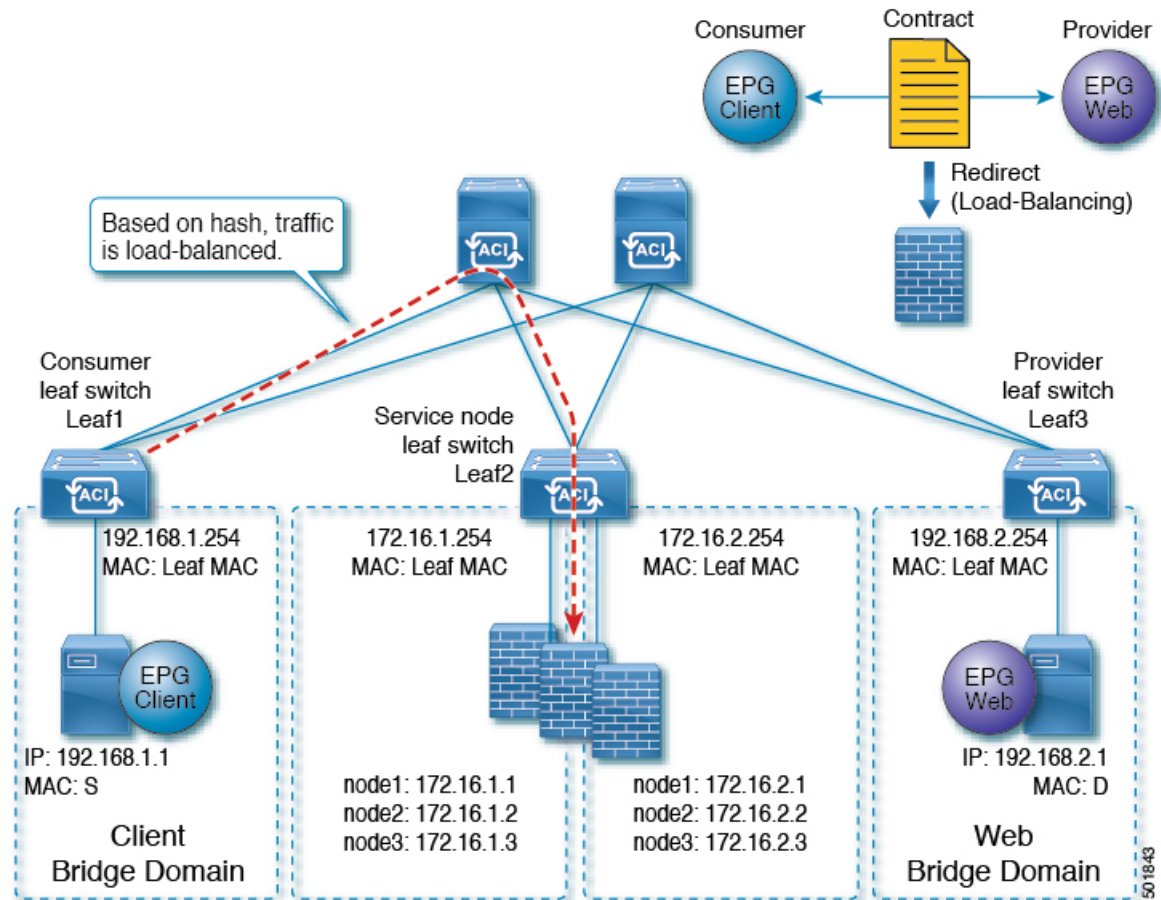 Contract
Consumer
Provider
EPG
Client
EPG
Web
Redirect
(Load-Balancing)
Based on hash, traffic
is load-balanced.
ACI
ACI
Consumer
leaf switch
Leaf1
Service node
leaf switch
Leaf2
Provider
leaf switch
Leaf3
ACI
ACI
ACI
192.168.1.254
MAC: Leaf MAC
172.16.1.254
MAC: Leaf MAC
172.16.2.254
MAC: Leaf MAC
192.168.2.254
MAC: Leaf MAC
EPG
Client
EPG
Web
IP: 192.168.1.1
MAC: S
node1: 172.16.1.1
node2: 172.16.1.2
node3: 172.16.1.3
node1: 172.16.2.1
node2: 172.16.2.2
node3: 172.16.2.3
IP: 192.168.2.1
MAC: D
Client
Bridge Domain
Web
Bridge Domain
501843